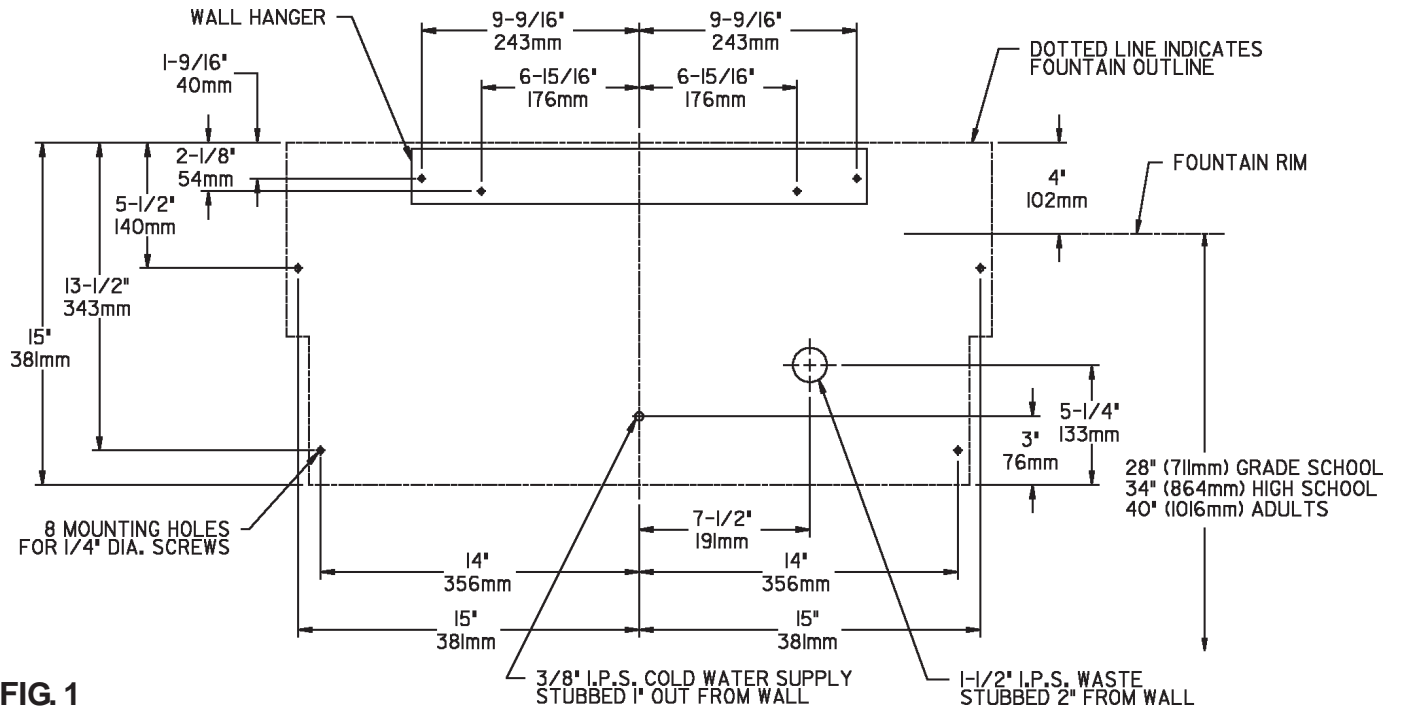 WALL HANGER
9-9/16"
243mm
9-9/16"
243mm
DOTTED LINE INDICATES
FOUNTAIN OUTLINE
1-9/16"
40mm
6-15/16"
176mm
6-15/16"
176mm
2-1/8"
54mm
4"
102mm
FOUNTAIN RIM
5-1/2"
140mm
13-1/2"
343mm
15"
381mm
5-1/4"
133mm
3"
76mm
28" (711mm) GRADE SCHOOL
34" (864mm) HIGH SCHOOL
40" (1016mm) ADULTS
8 MOUNTING HOLES
FOR 1/4" DIA. SCREWS
7-1/2"
191mm
14"
356mm
14"
356mm
15"
381mm
15"
381mm
3/8" I.P.S. COLD WATER SUPPLY
STUBBED 1" OUT FROM WALL
1-1/2" I.P.S. WASTE
STUBBED 2" FROM WALL
FIG. 1